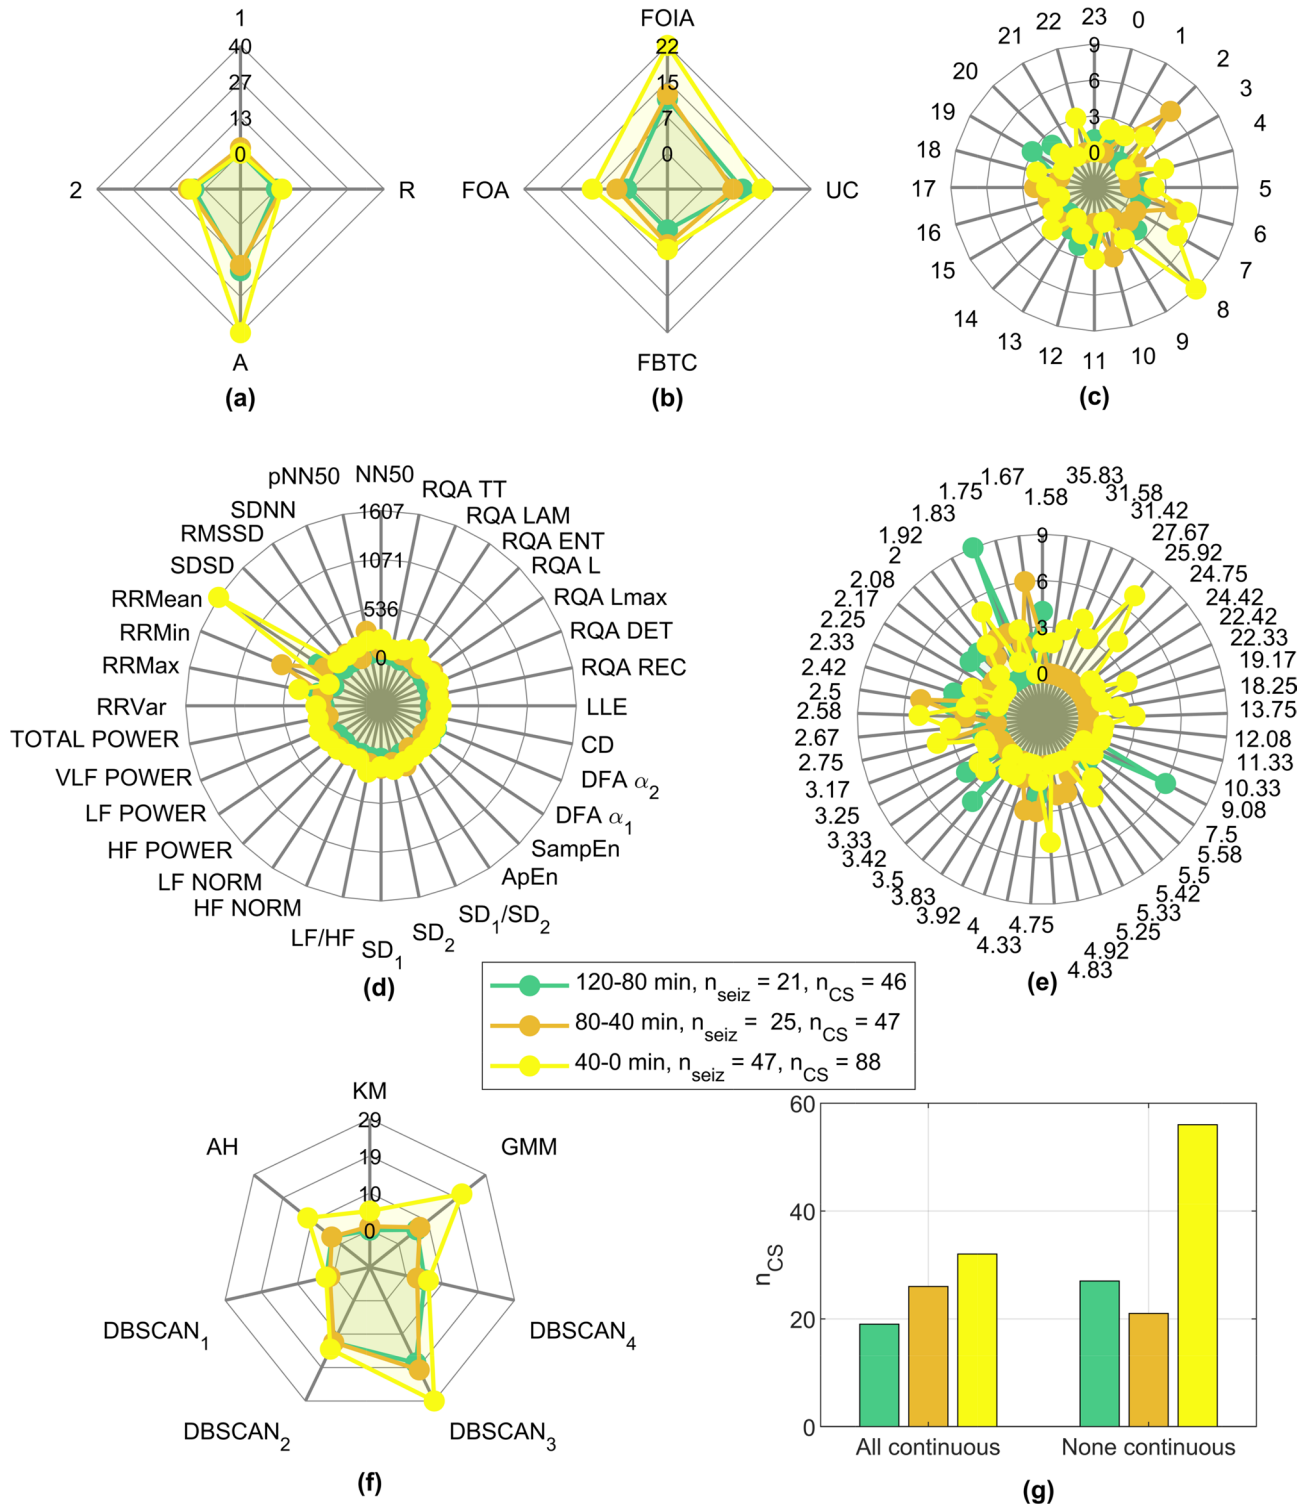 1
40
27
13
0
2
R
A
(a)
FOIA
22
15
7
0
FOA
UC
FBTC
(b)
23
0
1
2
3
4
5
6
7
8
9
10
11
12
13
14
15
16
17
18
19
20
21
22
9
6
3
0
(c)
pNN50
NN50
RQA TT
RQA LAM
RQA ENT
RQA L
RQA Lmax
RQA DET
RQA REC
LLE
CD
DFA α2
DFA α1
SampEn
ApEn
SD1/SD2
SD2
SD1
LF/HF
HF NORM
LF NORM
HF POWER
LF POWER
VLF POWER
TOTAL POWER
RRVar
RRMax
RRMin
RRMean
SDSD
RMSSD
SDNN
1607
1071
536
0
(d)
1.58
35.83
31.58
31.42
27.67
25.92
24.75
24.42
22.42
22.33
19.17
18.25
13.75
12.08
11.33
10.33
9.08
7.5
5.58
5.5
5.42
5.33
5.25
4.92
4.83
4.75
4.33
4
3.92
3.83
3.5
3.42
3.33
3.25
3.17
2.75
2.67
2.58
2.5
2.42
2.33
2.25
2.17
2.08
2
1.92
1.83
1.75
1.67
9
6
3
0
(e)
120-80 min, nseiz = 21, nCS = 46
80-40 min, nseiz = 25, nCS = 47
40-0 min, nseiz = 47, nCS = 88
KM
29
19
10
0
AH
GMM
DBSCAN1
DBSCAN4
DBSCAN2
DBSCAN3
(f)
60
40
20
0
nCS
All continuous
None continuous
(g)